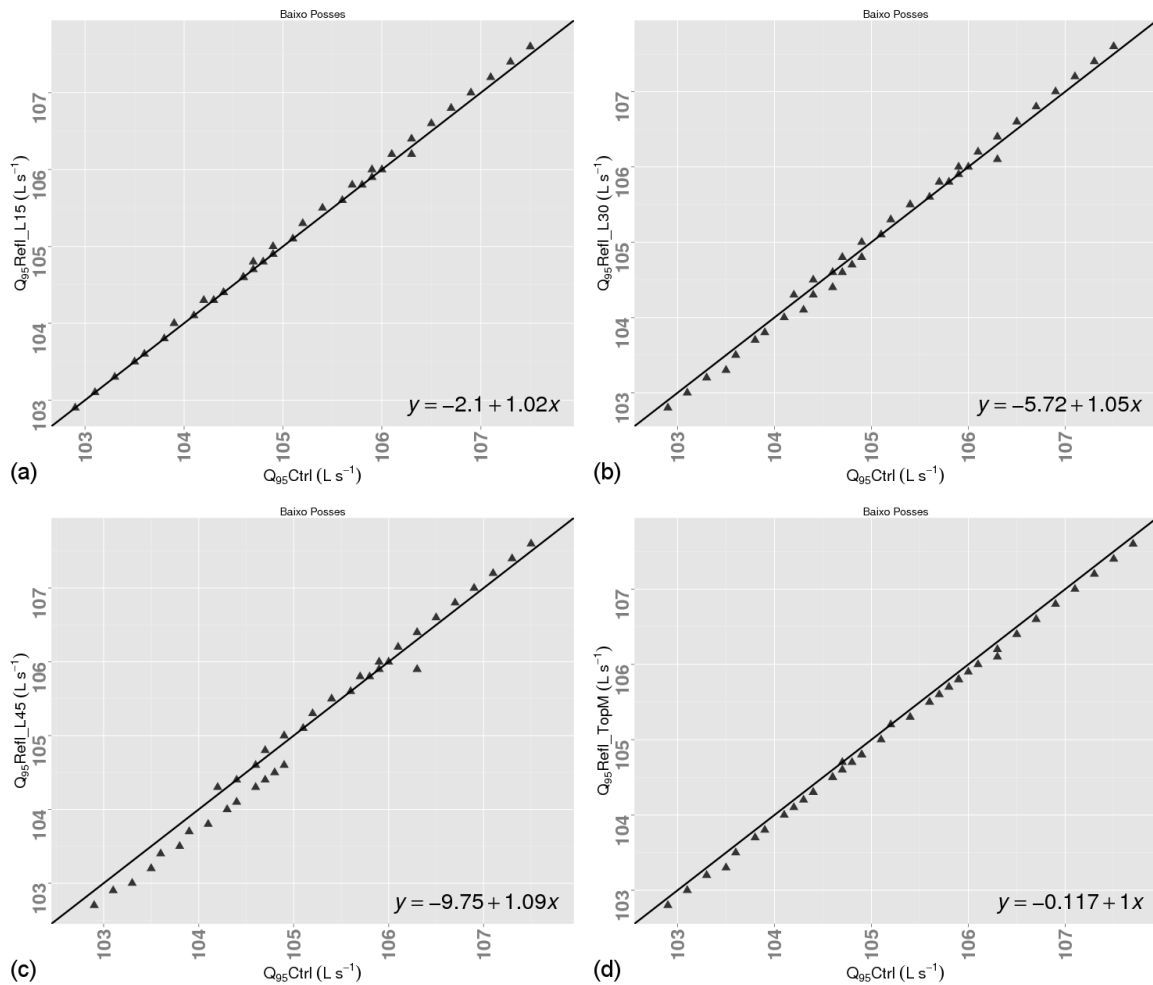 Baixo Posses
Q₉₅Refl_L15 (L s⁻¹)
107
106
105
104
103
y = −2.1 + 1.02x
103 104 105 106 107
Q₉₅Ctrl (L s⁻¹)
(a)
Baixo Posses
Q₉₅Refl_L30 (L s⁻¹)
107
106
105
104
103
y = −5.72 + 1.05x
103 104 105 106 107
Q₉₅Ctrl (L s⁻¹)
(b)
Baixo Posses
Q₉₅Refl_L45 (L s⁻¹)
107
106
105
104
103
y = −9.75 + 1.09x
103 104 105 106 107
Q₉₅Ctrl (L s⁻¹)
(c)
Baixo Posses
Q₉₅Refl_TopM (L s⁻¹)
107
106
105
104
103
y = −0.117 + 1x
103 104 105 106 107
Q₉₅Ctrl (L s⁻¹)
(d)